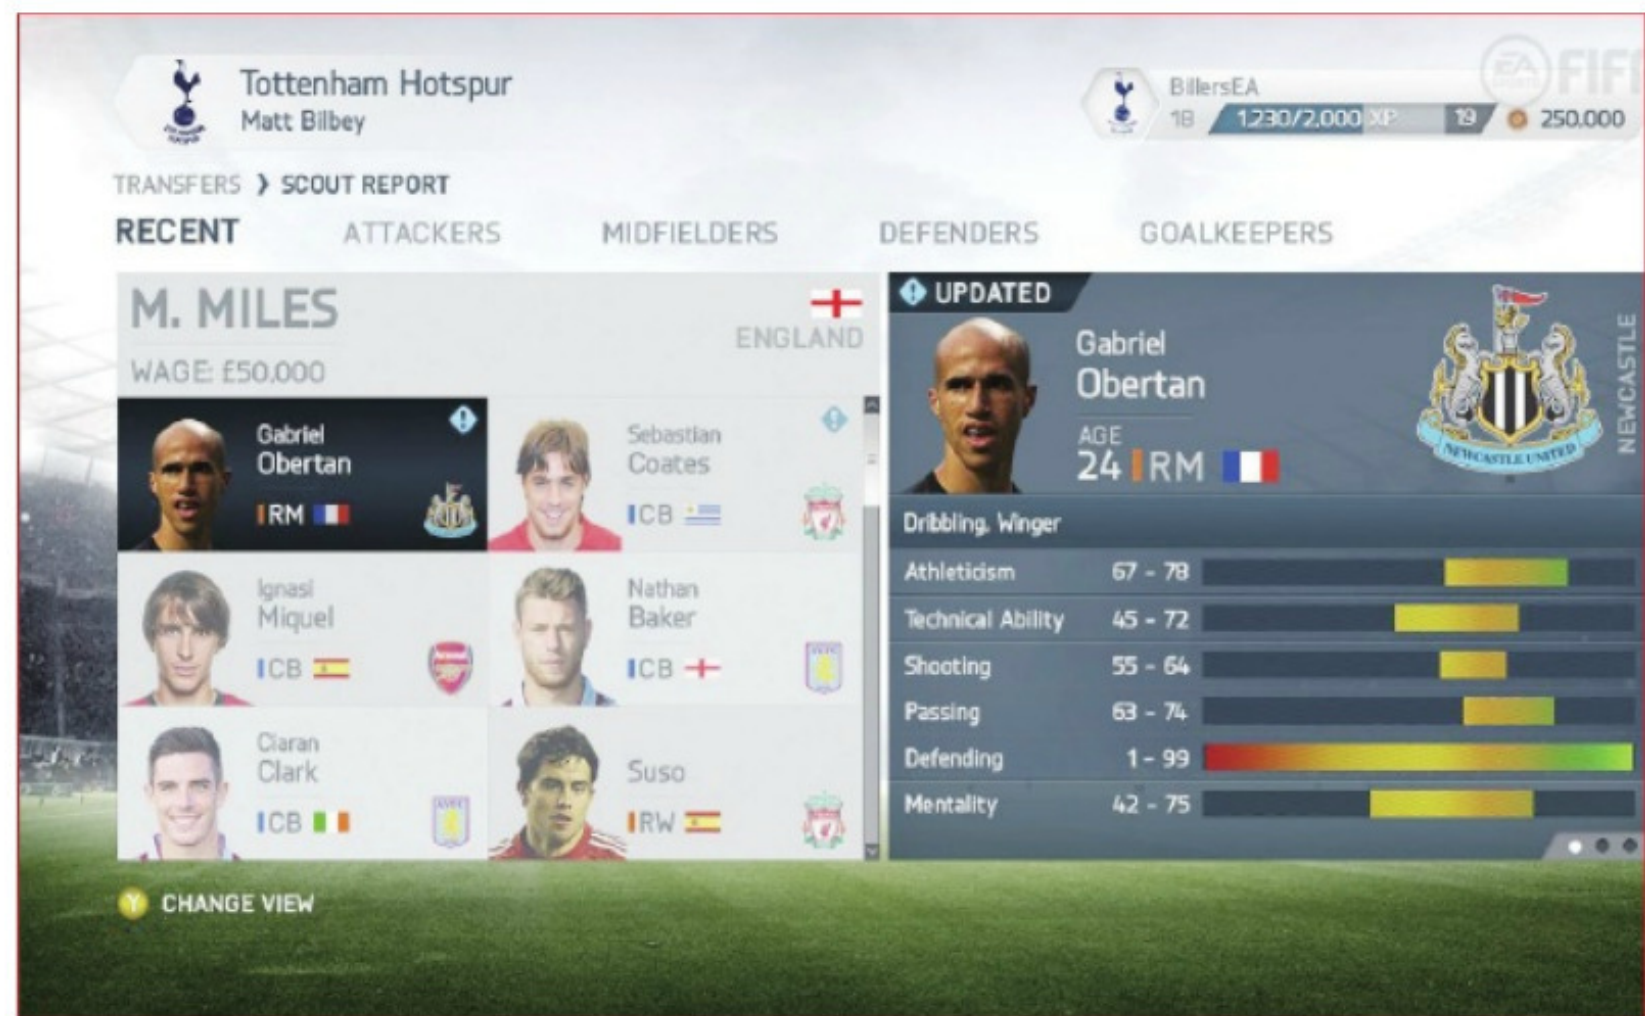 Tottenham Hotspur
Matt Bilbey
BillersEA
18 1,230/2,000 XP 19 250,000
EA
TRANSFERS ❯ SCOUT REPORT
RECENT ATTACKERS MIDFIELDERS DEFENDERS GOALKEEPERS
M. MILES
ENGLAND
WAGE: £50,000
Gabriel
Obertan
RM
Sebastian
Coates
CB
Ignasi
Miquel
CB
Nathan
Baker
CB
Ciaran
Clark
CB
Suso
RW
UPDATED
Gabriel
Obertan
AGE
24 RM
NEWCASTLE UNITED
NEWCASTLE
Dribbling, Winger
Athleticism 67 - 78
Technical Ability 45 - 72
Shooting 55 - 64
Passing 63 - 74
Defending 1 - 99
Mentality 42 - 75
Y CHANGE VIEW